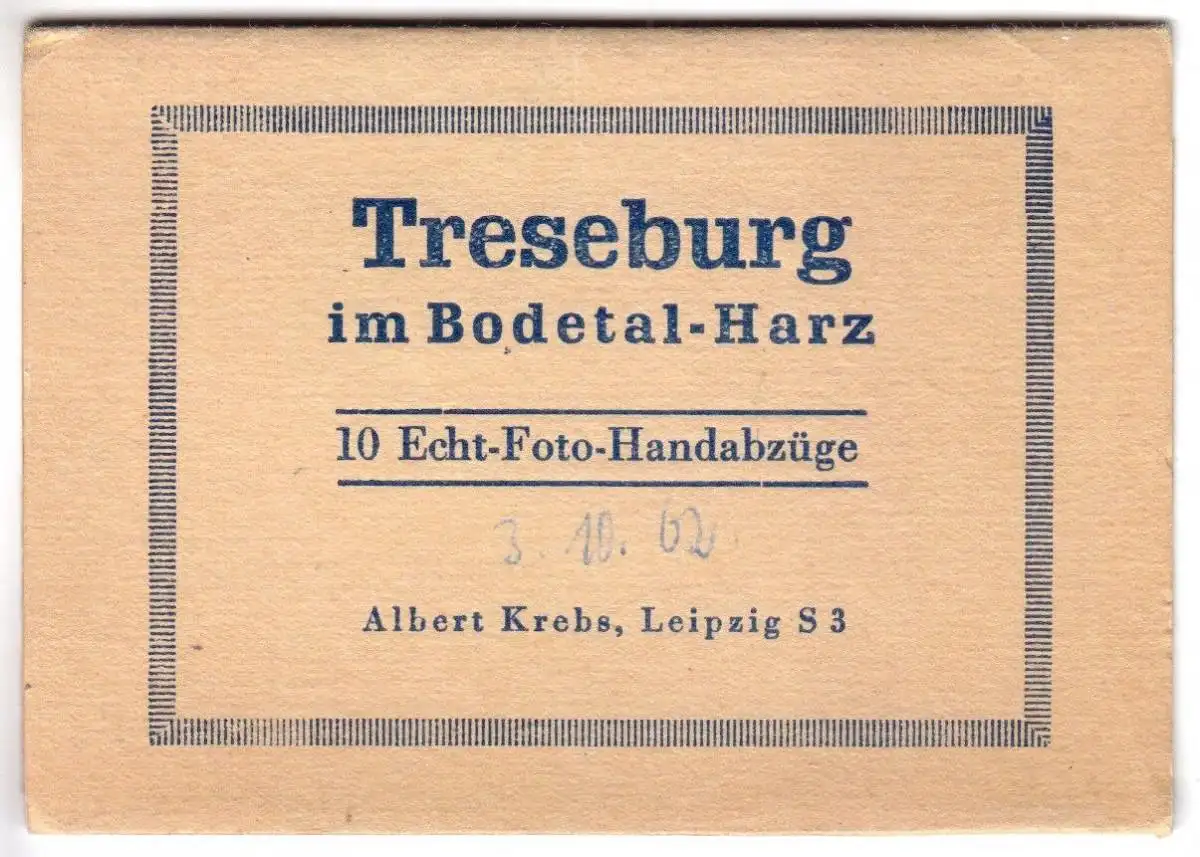 Treseburg
im Bodetal-Harz
10 Echt-Foto-Handabzüge
3. 10. 62
Albert Krebs, Leipzig S 3